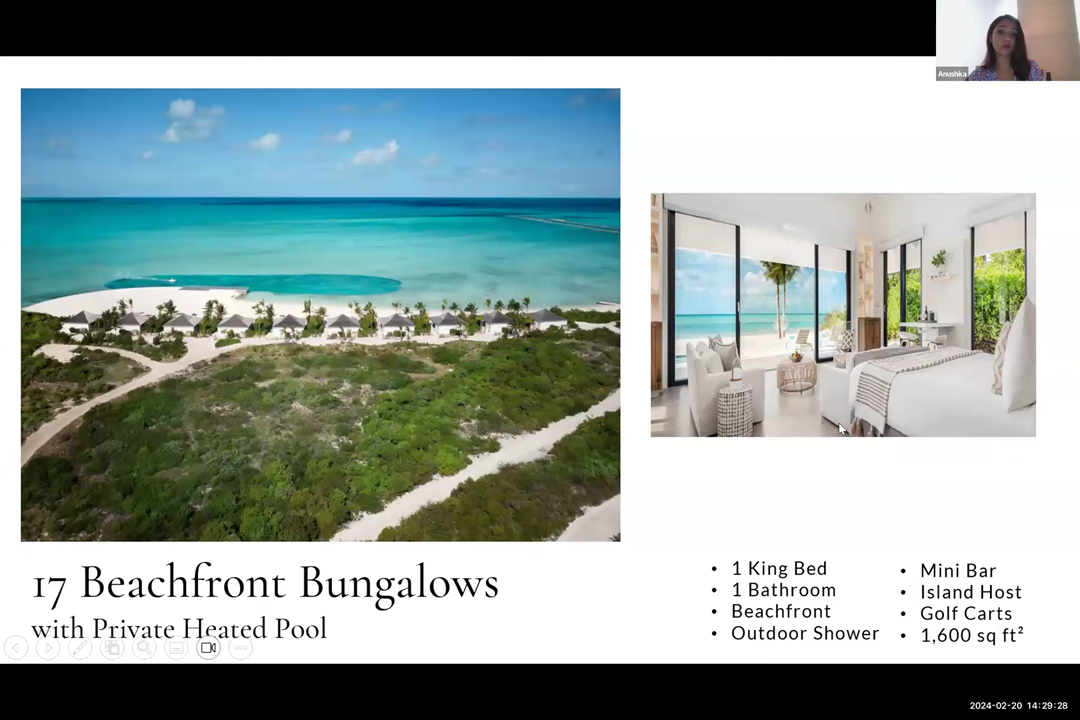 Anushka
17 Beachfront Bungalows
with Private Heated Pool
• 1 King Bed
• 1 Bathroom
• Beachfront
• Outdoor Shower
• Mini Bar
• Island Host
• Golf Carts
• 1,600 sq ft²
2024-02-20 14:29:28